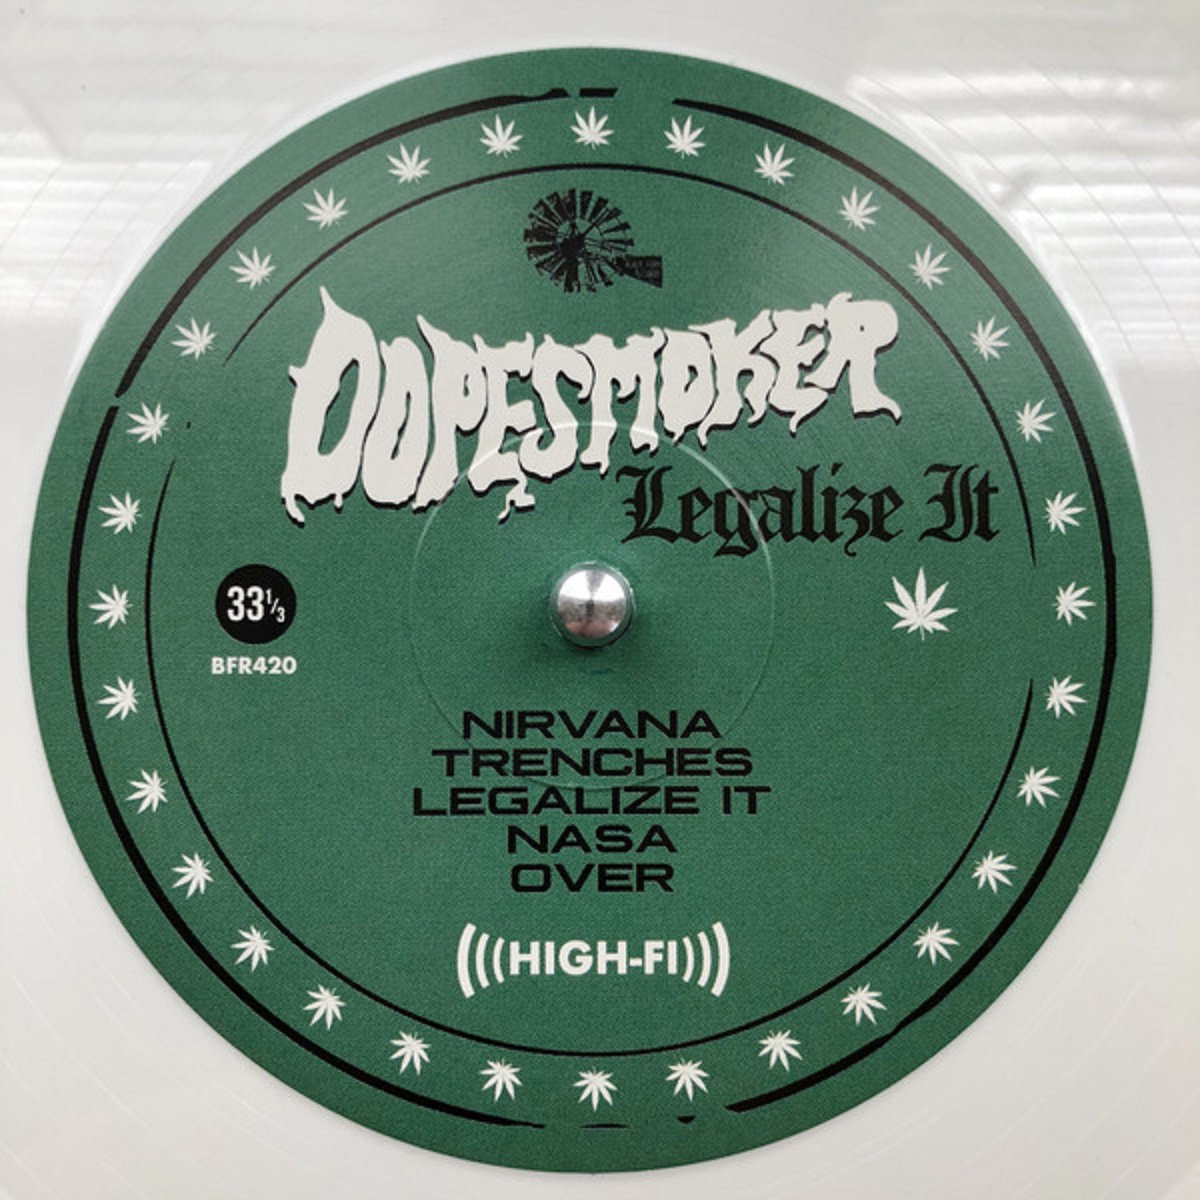 DOPESMOKER
Legalize It
33 1/3
BFR420
NIRVANA
TRENCHES
LEGALIZE IT
NASA
OVER
(((HIGH-FI)))